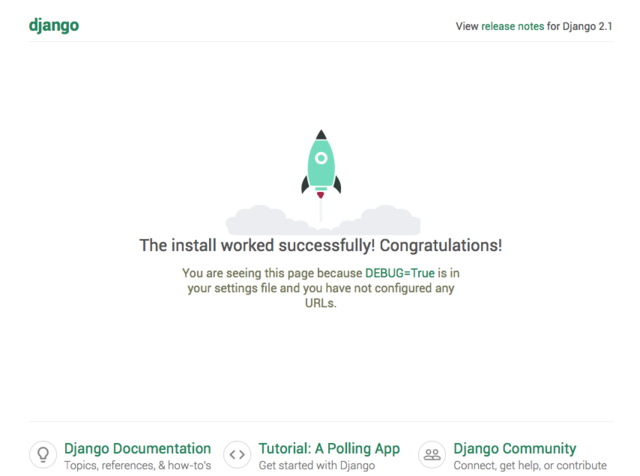 django
View release notes for Django 2.1
The install worked successfully! Congratulations!
You are seeing this page because DEBUG=True is in
your settings file and you have not configured any
URLs.
Django Documentation
Topics, references, & how-to's
Tutorial: A Polling App
Get started with Django
Django Community
Connect, get help, or contribute